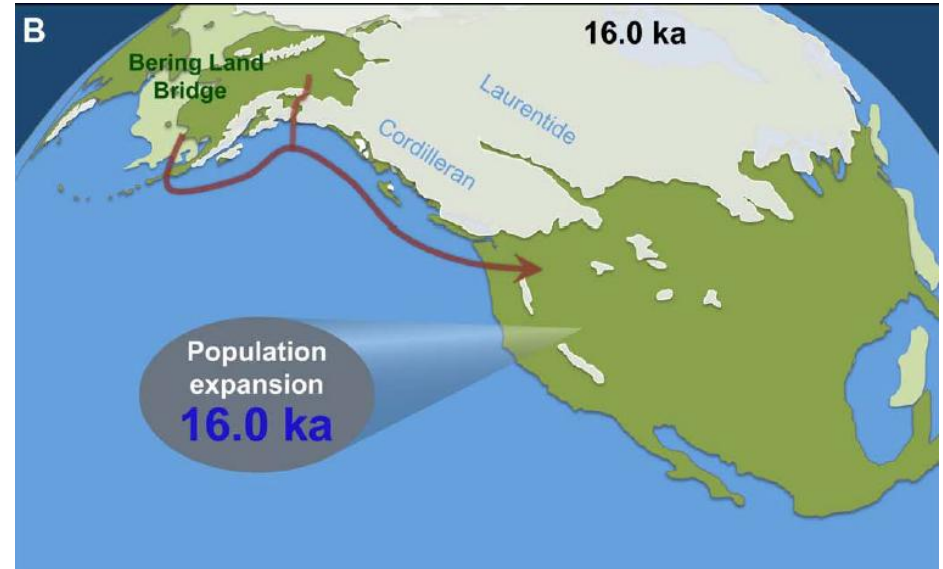 B
16.0 ka
Bering Land
Bridge
Laurentide
Cordilleran
Population
expansion
16.0 ka